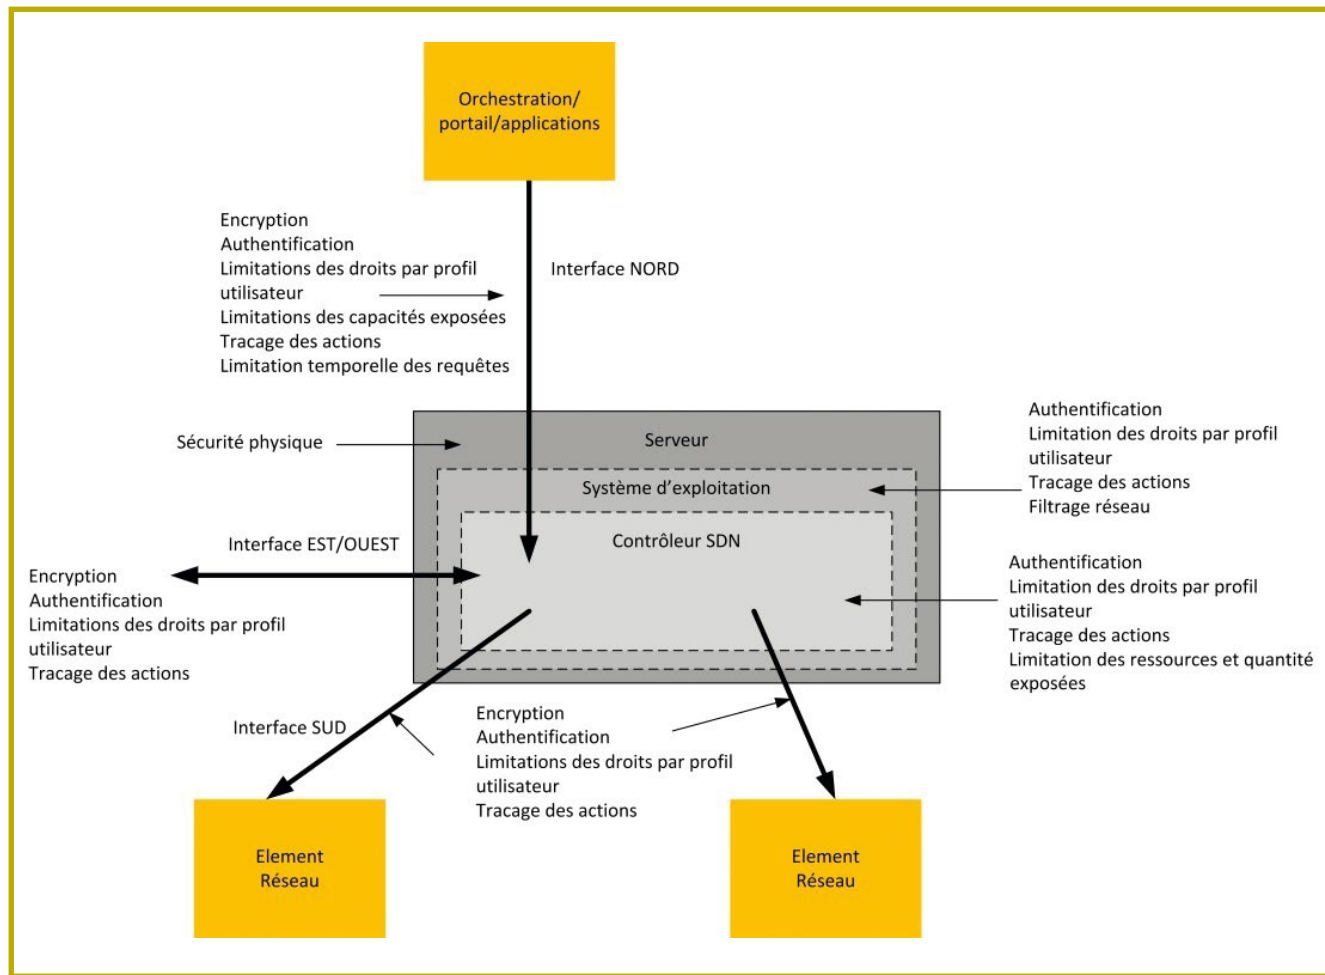 Orchestration/
portail/applications
Encryption
Authentification
Limitations des droits par profil
utilisateur
Limitations des capacités exposées
Tracage des actions
Limitation temporelle des requêtes
Interface NORD
Sécurité physique
Serveur
Système d'exploitation
Contrôleur SDN
Authentification
Limitation des droits par profil
utilisateur
Tracage des actions
Filtrage réseau
Interface EST/OUEST
Encryption
Authentification
Limitations des droits par profil
utilisateur
Tracage des actions
Authentification
Limitation des droits par profil
utilisateur
Tracage des actions
Limitation des ressources et quantité
exposées
Interface SUD
Encryption
Authentification
Limitations des droits par profil
utilisateur
Tracage des actions
Element
Réseau
Element
Réseau